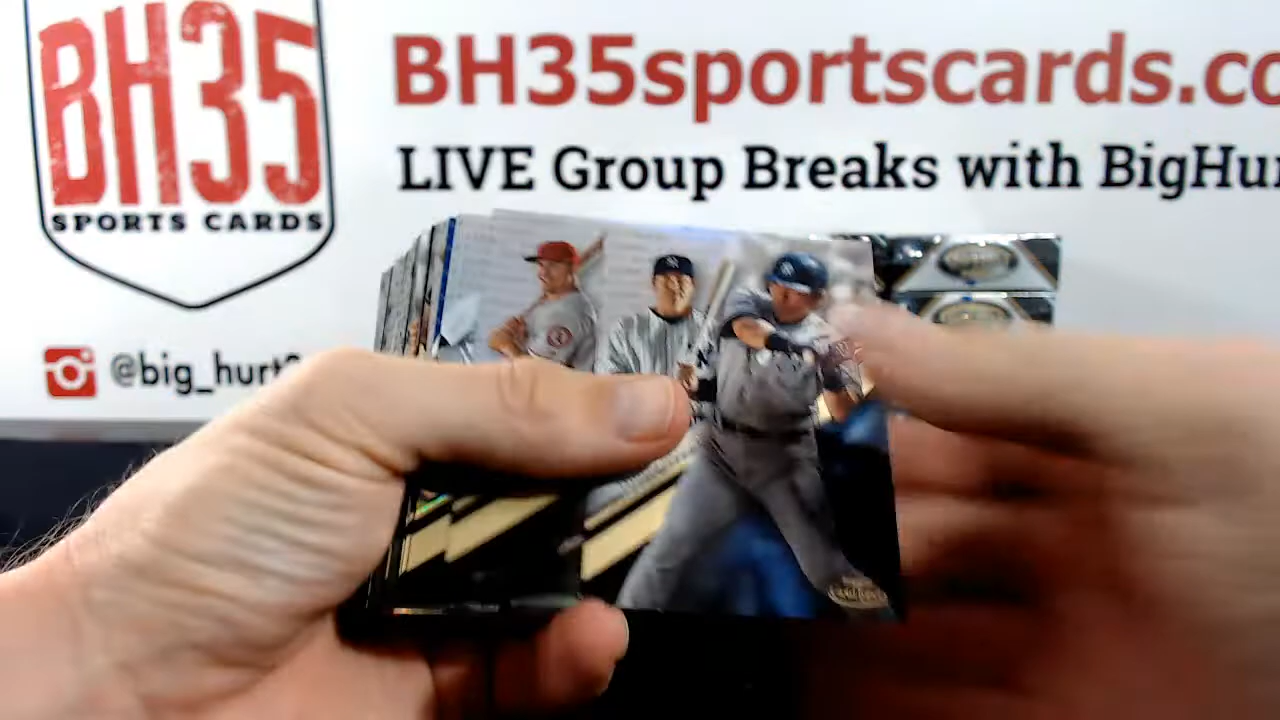 BH35
SPORTS CARDS
BH35sportscards.co
LIVE Group Breaks with BigHur
@big_hurt